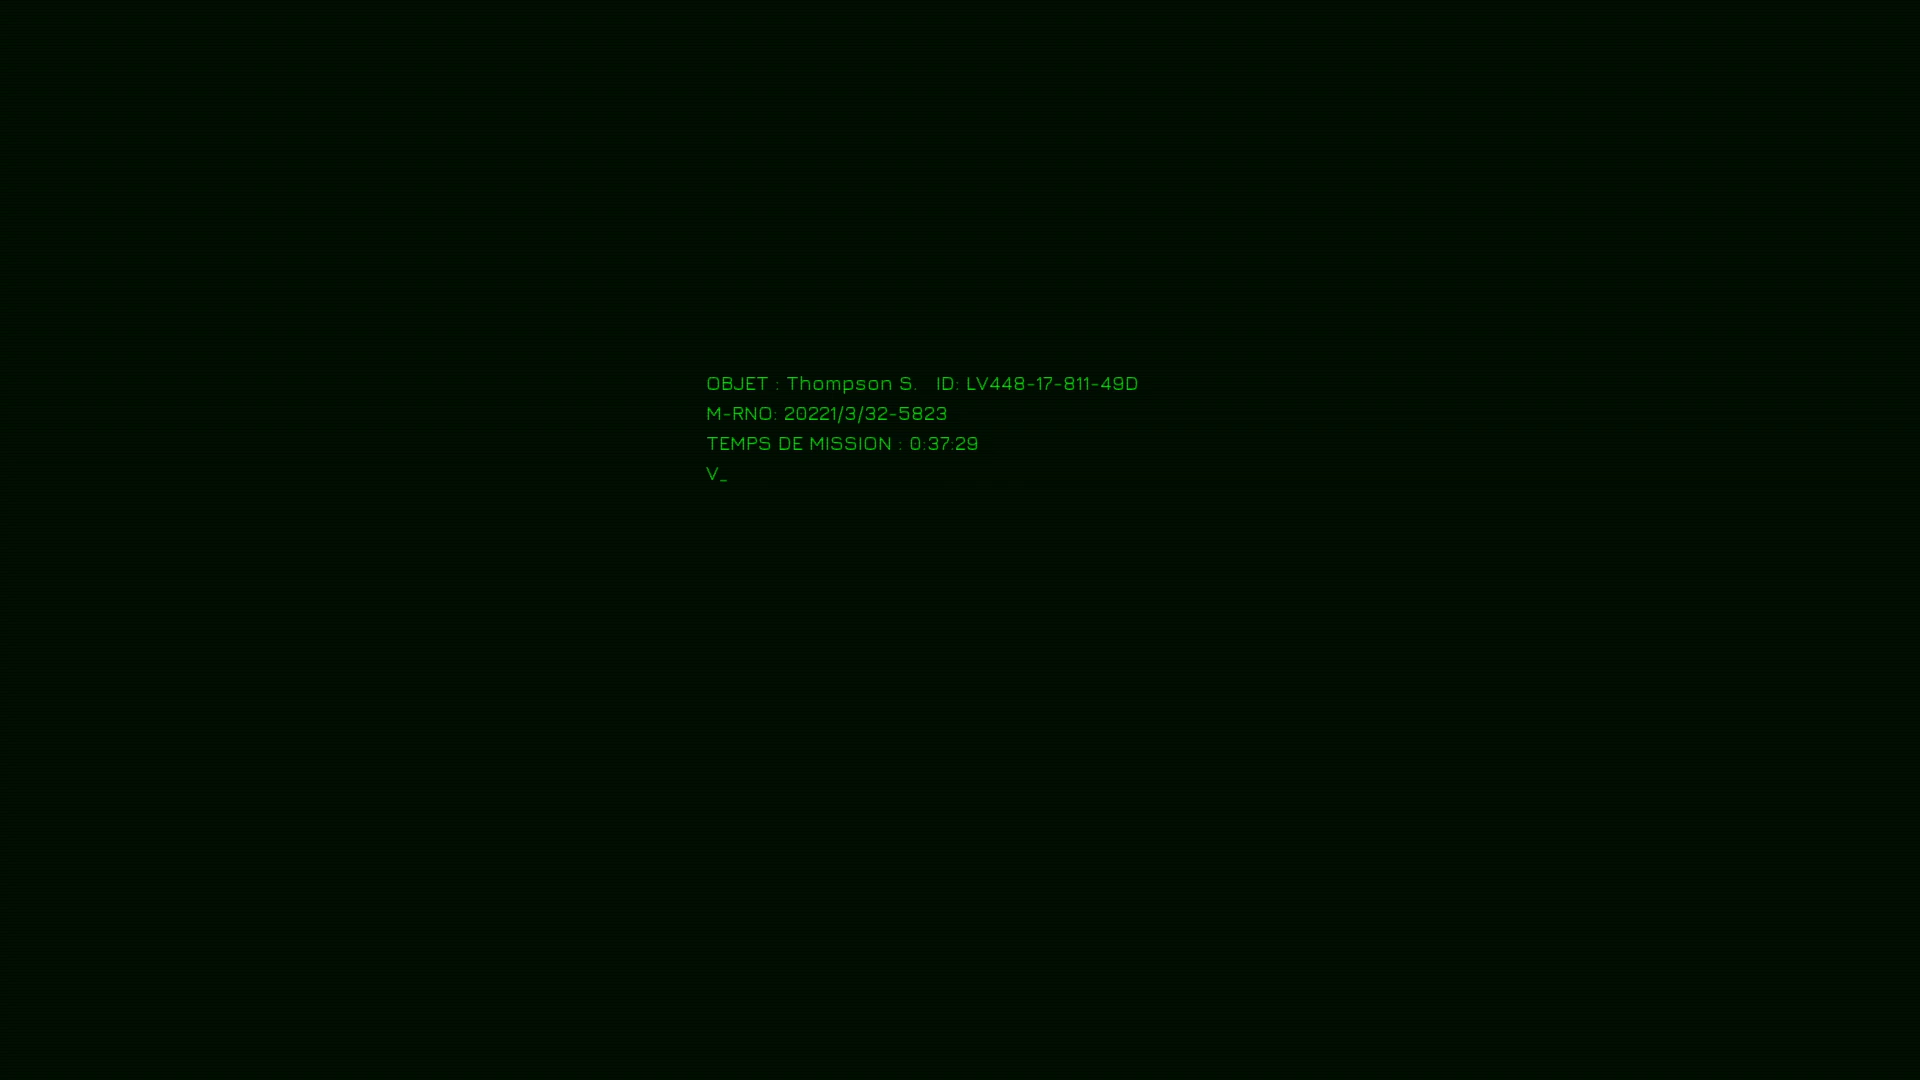 OBJET : Thompson S. ID: LV448-17-811-49D
M-RNO: 20221/3/32-5823
TEMPS DE MISSION : 0:37:29
V_